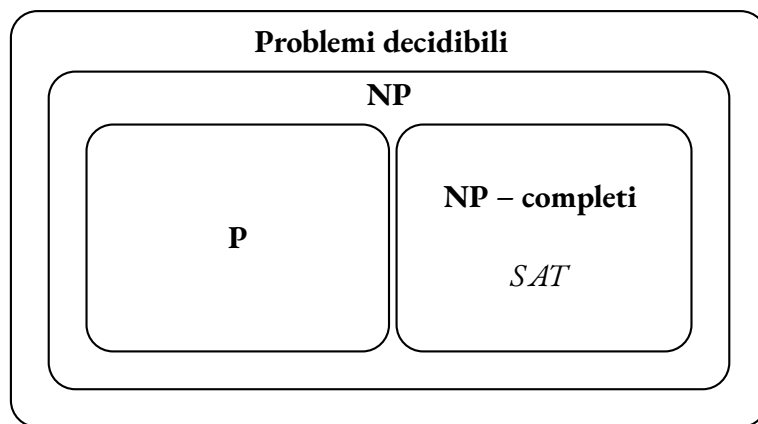 Problemi decidibili
NP
P
NP – completi
SAT